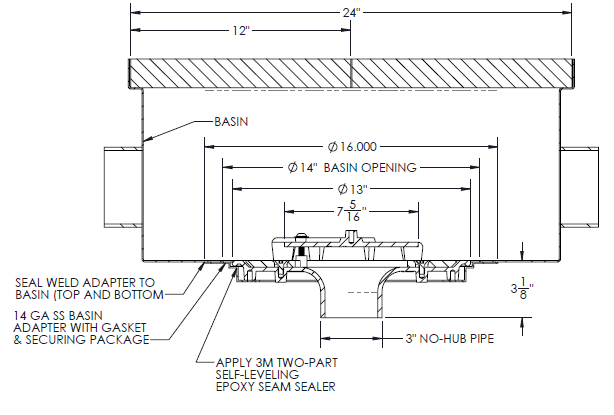 24"
12"
BASIN
Ø16.000
Ø14" BASIN OPENING
Ø13"
7 5/16"
SEAL WELD ADAPTER TO
BASIN (TOP AND BOTTOM
14 GA SS BASIN
ADAPTER WITH GASKET
& SECURING PACKAGE
3 1/8"
3" NO-HUB PIPE
APPLY 3M TWO-PART
SELF-LEVELING
EPOXY SEAM SEALER